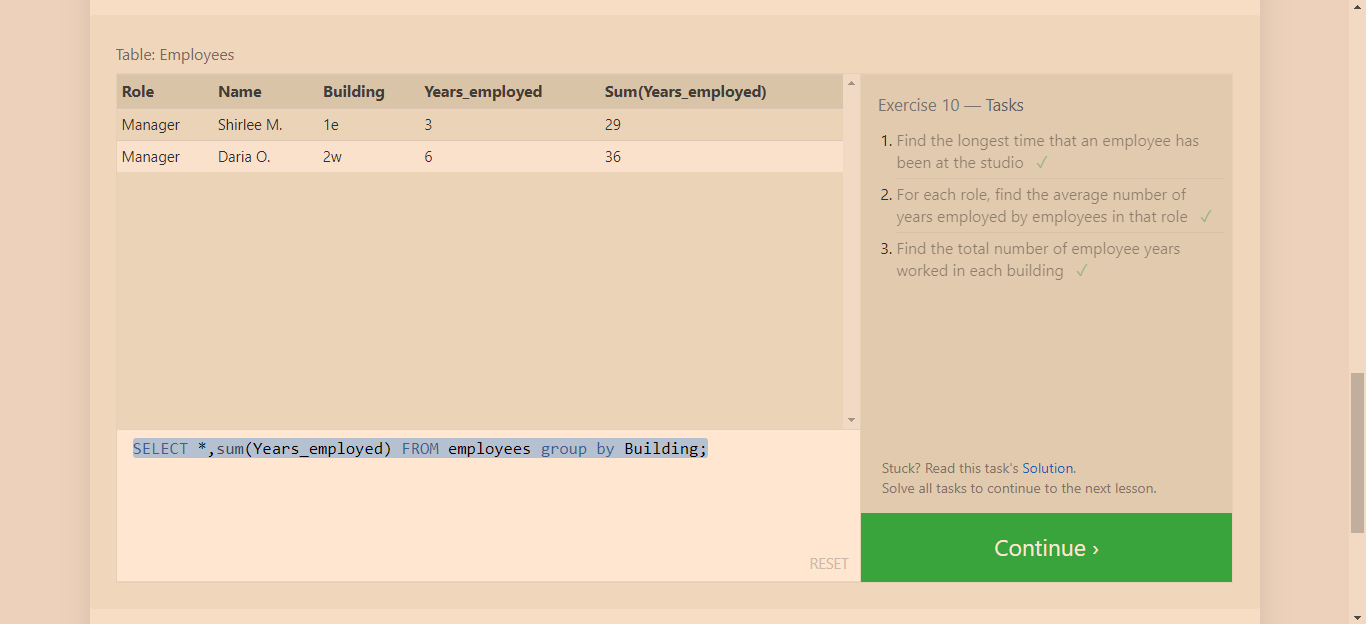 Table: Employees
Role Name Building Years_employed Sum(Years_employed)
Manager Shirlee M. 1e 3 29
Manager Daria O. 2w 6 36
SELECT *,sum(Years_employed) FROM employees group by Building;
RESET
Exercise 10 — Tasks
1. Find the longest time that an employee has
been at the studio ✓
2. For each role, find the average number of
years employed by employees in that role ✓
3. Find the total number of employee years
worked in each building ✓
Stuck? Read this task's Solution.
Solve all tasks to continue to the next lesson.
Continue ›